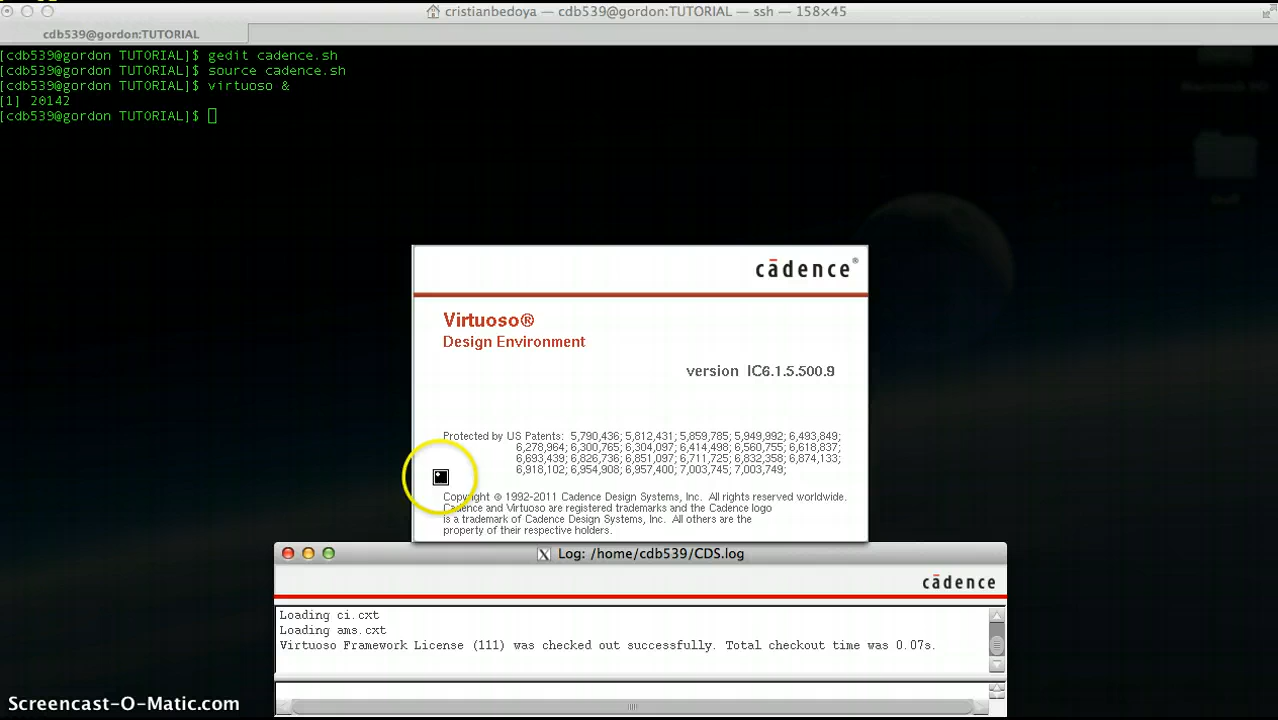 cristianbedoya — cdb539@gordon:TUTORIAL — ssh — 158×45
cdb539@gordon:TUTORIAL
[cdb539@gordon TUTORIAL]$ gedit cadence.sh
[cdb539@gordon TUTORIAL]$ source cadence.sh
[cdb539@gordon TUTORIAL]$ virtuoso &
[1] 20142
[cdb539@gordon TUTORIAL]$
cādence®
Virtuoso®
Design Environment
version IC6.1.5.500.9
Protected by US Patents: 5,790,436; 5,812,431; 5,859,785; 5,949,992; 6,493,849;
6,278,964; 6,300,765; 6,304,097; 6,414,498; 6,560,755; 6,618,837;
6,693,439; 6,826,736; 6,851,097; 6,711,725; 6,832,358; 6,874,133;
6,918,102; 6,954,908; 6,957,400; 7,003,745; 7,003,749;
Copyright © 1992-2011 Cadence Design Systems, Inc. All rights reserved worldwide.
Cadence and Virtuoso are registered trademarks and the Cadence logo
is a trademark of Cadence Design Systems, Inc. All others are the
property of their respective holders.
Log: /home/cdb539/CDS.log
cādence
Loading ci.cxt
Loading ams.cxt
Virtuoso Framework License (111) was checked out successfully. Total checkout time was 0.07s.
Screencast-O-Matic.com